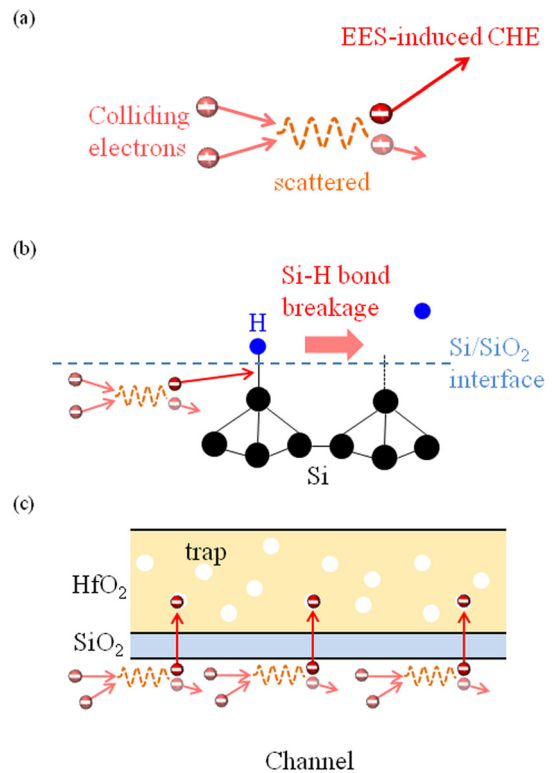 (a)
EES-induced CHE
Colliding
electrons
scattered
(b)
Si-H bond
breakage
H
Si/SiO₂
interface
Si
(c)
trap
HfO₂
SiO₂
Channel